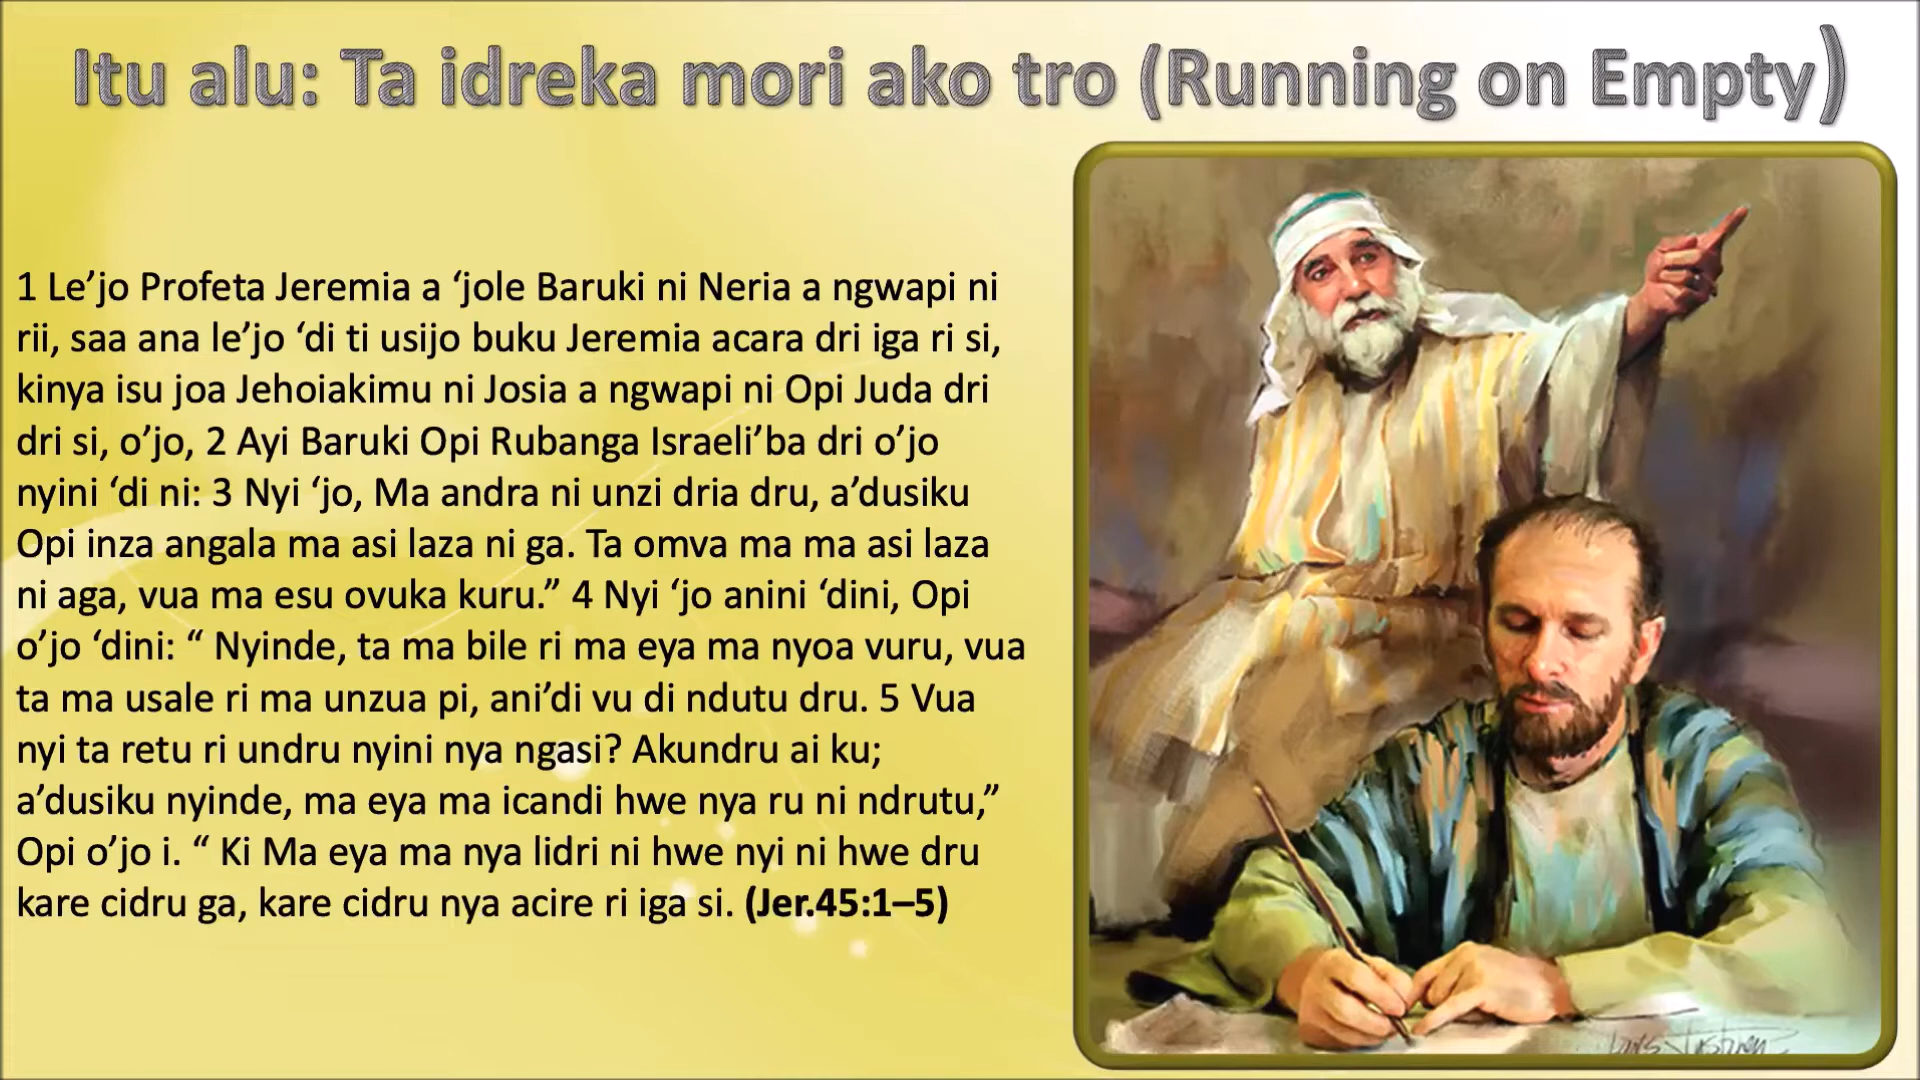 Itu alu: Ta idreka mori ako tro (Running on Empty)
1 Le’jo Profeta Jeremia a ‘jole Baruki ni Neria a ngwapi ni
rii, saa ana le’jo ‘di ti usijo buku Jeremia acara dri iga ri si,
kinya isu joa Jehoiakimu ni Josia a ngwapi ni Opi Juda dri
dri si, o’jo, 2 Ayi Baruki Opi Rubanga Israeli’ba dri o’jo
nyini ‘di ni: 3 Nyi ‘jo, Ma andra ni unzi dria dru, a’dusiku
Opi inza angala ma asi laza ni ga. Ta omva ma ma asi laza
ni aga, vua ma esu ovuka kuru.” 4 Nyi ‘jo anini ‘dini, Opi
o’jo ‘dini: “ Nyinde, ta ma bile ri ma eya ma nyoa vuru, vua
ta ma usale ri ma unzua pi, ani’di vu di ndutu dru. 5 Vua
nyi ta retu ri undru nyini nya ngasi? Akundru ai ku;
a’dusiku nyinde, ma eya ma icandi hwe nya ru ni ndrutu,”
Opi o’jo i. “ Ki Ma eya ma nya lidri ni hwe nyi ni hwe dru
kare cidru ga, kare cidru nya acire ri iga si. (Jer.45:1–5)